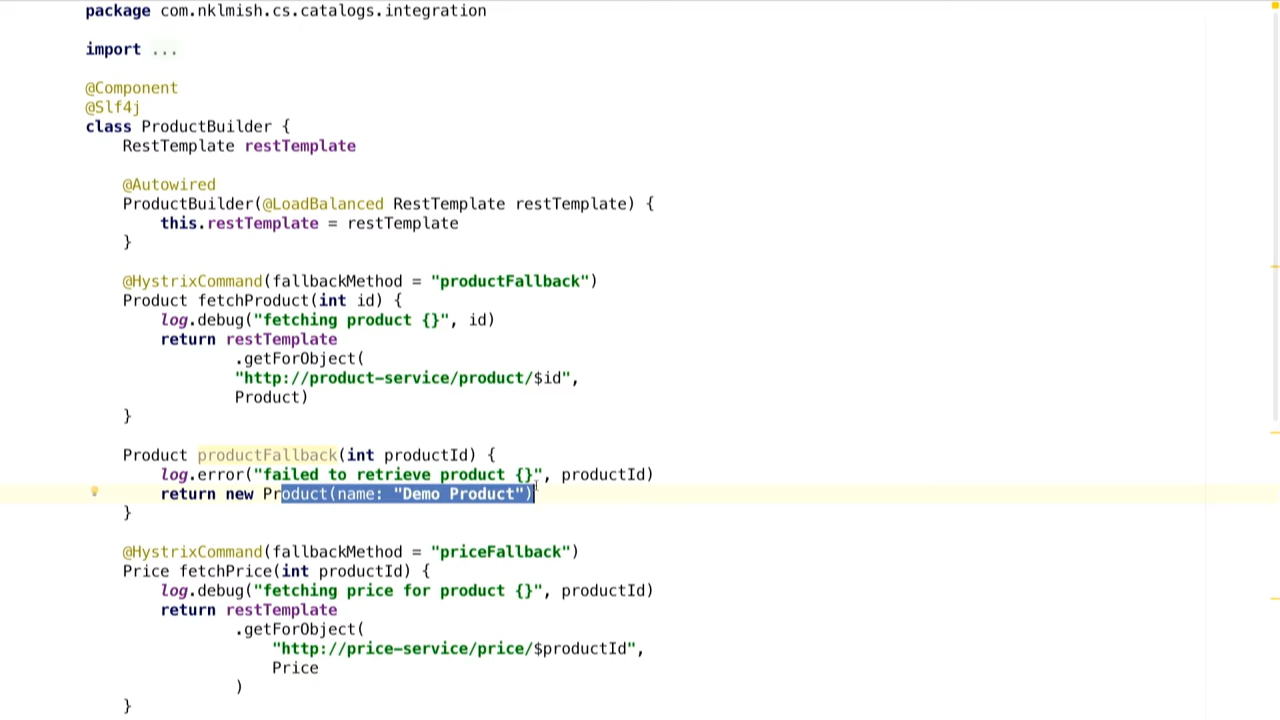 package com.nklmish.cs.catalogs.integration
import ...
@Component
@Slf4j
class ProductBuilder {
RestTemplate restTemplate
@Autowired
ProductBuilder(@LoadBalanced RestTemplate restTemplate) {
this.restTemplate = restTemplate
}
@HystrixCommand(fallbackMethod = "productFallback")
Product fetchProduct(int id) {
log.debug("fetching product {}", id)
return restTemplate
.getForObject(
"http://product-service/product/$id",
Product)
}
Product productFallback(int productId) {
log.error("failed to retrieve product {}", productId)
return new Product(name: "Demo Product")
}
@HystrixCommand(fallbackMethod = "priceFallback")
Price fetchPrice(int productId) {
log.debug("fetching price for product {}", productId)
return restTemplate
.getForObject(
"http://price-service/price/$productId",
Price
)
}